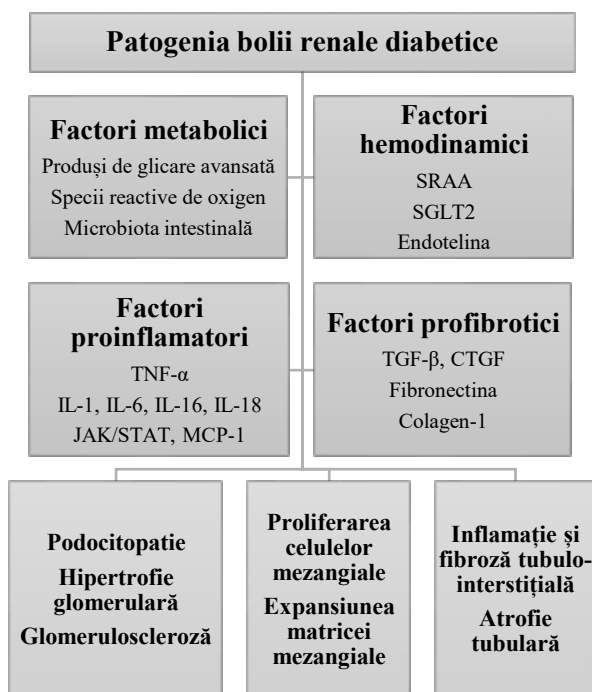 Patogenia bolii renale diabetice
Factori metabolici
Produși de glicare avansată
Specii reactive de oxigen
Microbiota intestinală
Factori
hemodinamici
SRAA
SGLT2
Endotelina
Factori
proinflamatori
TNF-α
IL-1, IL-6, IL-16, IL-18
JAK/STAT, MCP-1
Factori profibrotici
TGF-β, CTGF
Fibronectina
Colagen-1
Podocitopatie
Hipertrofie
glomerulară
Glomeruloscleroză
Proliferarea
celulelor
mezangiale
Expansiunea
matricei
mezangiale
Inflamație și
fibroză tubulo-
interstițială
Atrofie
tubulară